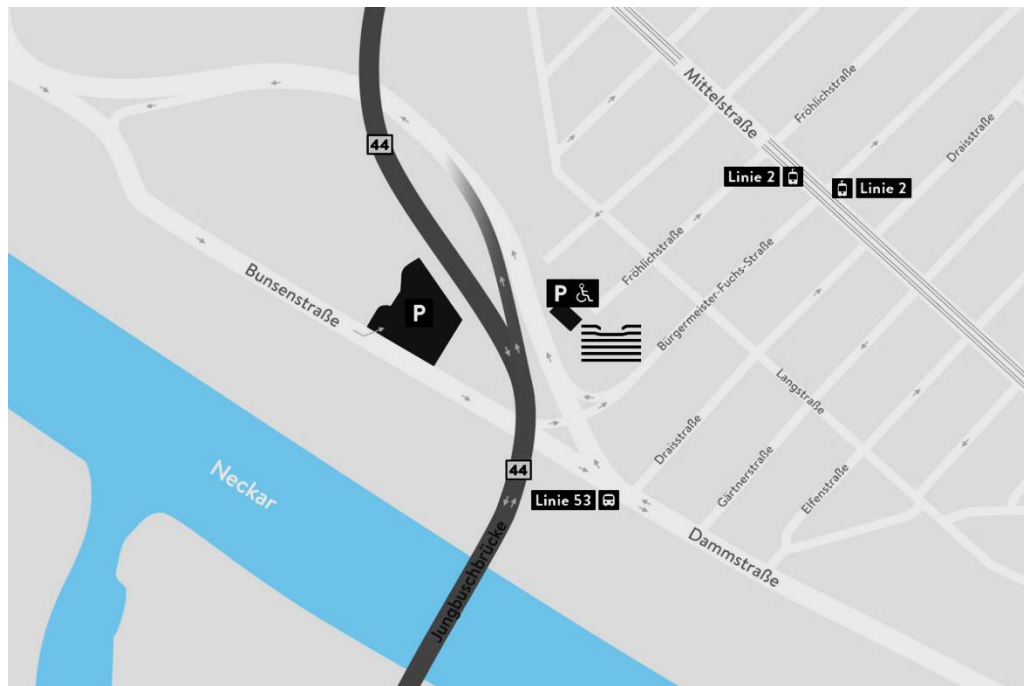 Mittelstraße
Fröhlichstraße
Draisstraße
44
Linie 2
Linie 2
Fröhlichstraße
Bürgermeister-Fuchs-Straße
Bunsenstraße
P
P
Langstraße
Draisstraße
Gärtnerstraße
Elfenstraße
44
Linie 53
Neckar
Dammstraße
Jungbuschbrücke